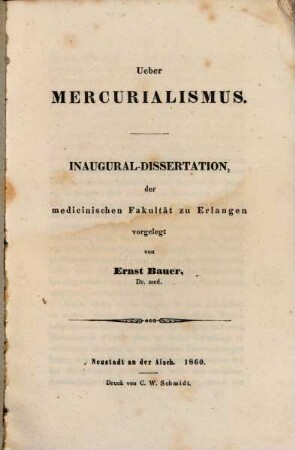 Ueber
MERCURIALISMUS.
INAUGURAL-DISSERTATION,
der
medicinischen Fakultät zu Erlangen
vorgelegt
von
Ernst Bauer,
Dr. med.
Neustadt an der Aisch. 1860.
Druck von C. W. Schmidt.